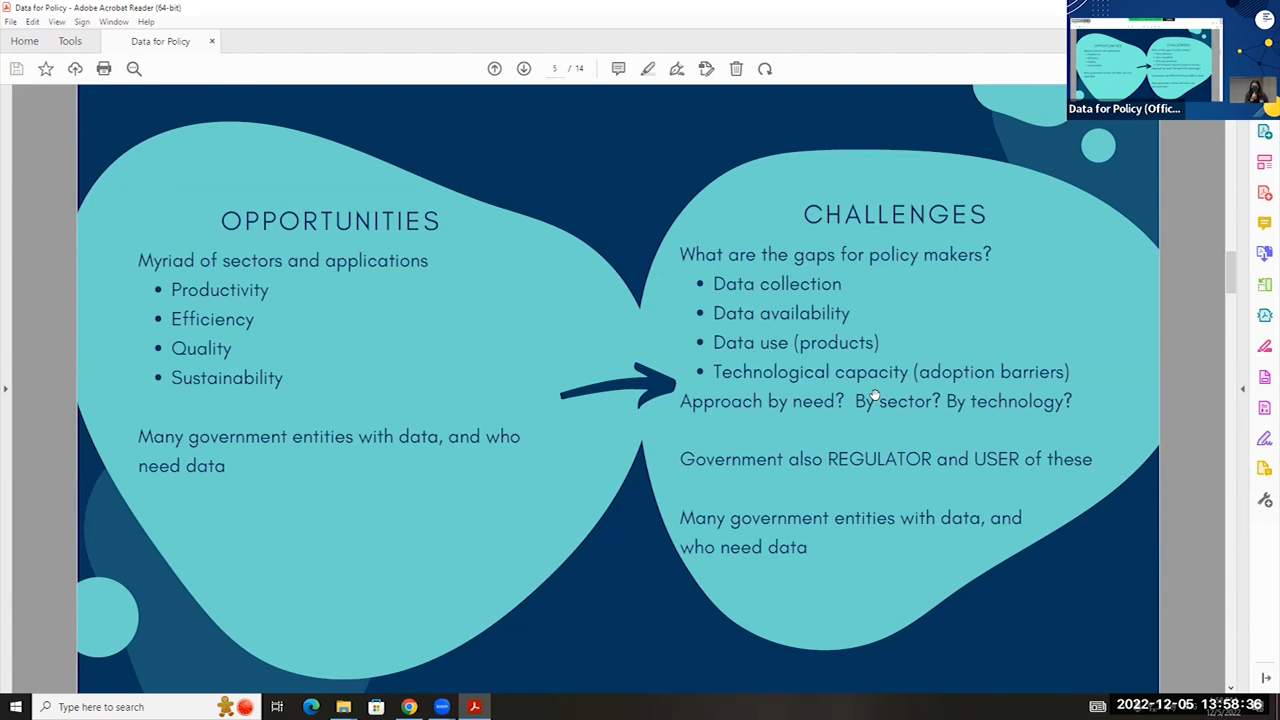 Data for Policy - Adobe Acrobat Reader (64-bit)
File Edit View Sign Window Help
Home Tools Data for Policy ×
OPPORTUNITIES
Myriad of sectors and applications
• Productivity
• Efficiency
• Quality
• Sustainability
Many government entities with data, and who
need data
CHALLENGES
What are the gaps for policy makers?
• Data collection
• Data availability
• Data use (products)
• Technological capacity (adoption barriers)
Approach by need? By sector? By technology?
Government also REGULATOR and USER of these
Many government entities with data, and
who need data
OPPORTUNITIES
CHALLENGES
Data for Policy (Offic...
Type here to search
2022-12-05 13:58:36